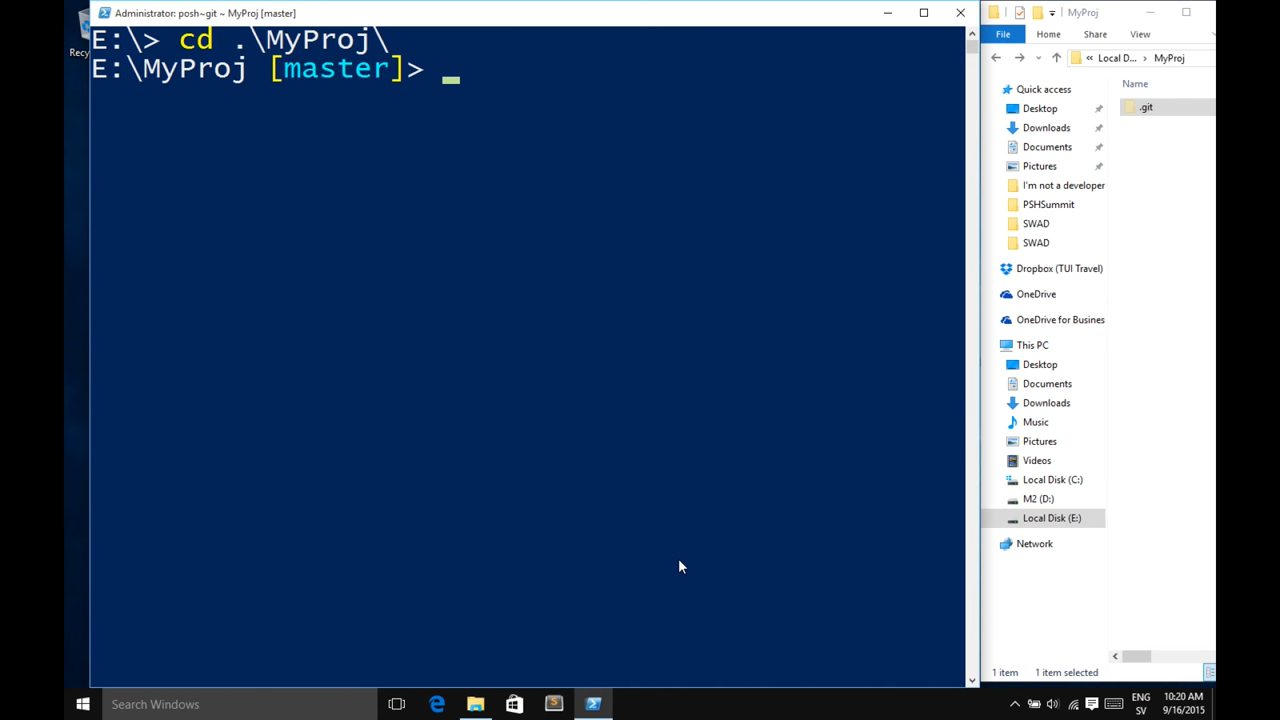 Administrator: posh~git ~ MyProj [master]
E:\> cd .\MyProj\
E:\MyProj [master]>
Recy
MyProj
File Home Share View
« Local D... > MyProj
Name
.git
Quick access
Desktop
Downloads
Documents
Pictures
I'm not a developer
PSHSummit
SWAD
SWAD
Dropbox (TUI Travel)
OneDrive
OneDrive for Busines
This PC
Desktop
Documents
Downloads
Music
Pictures
Videos
Local Disk (C:)
M2 (D:)
Local Disk (E:)
Network
1 item 1 item selected
Search Windows
ENG
SV
10:20 AM
9/16/2015